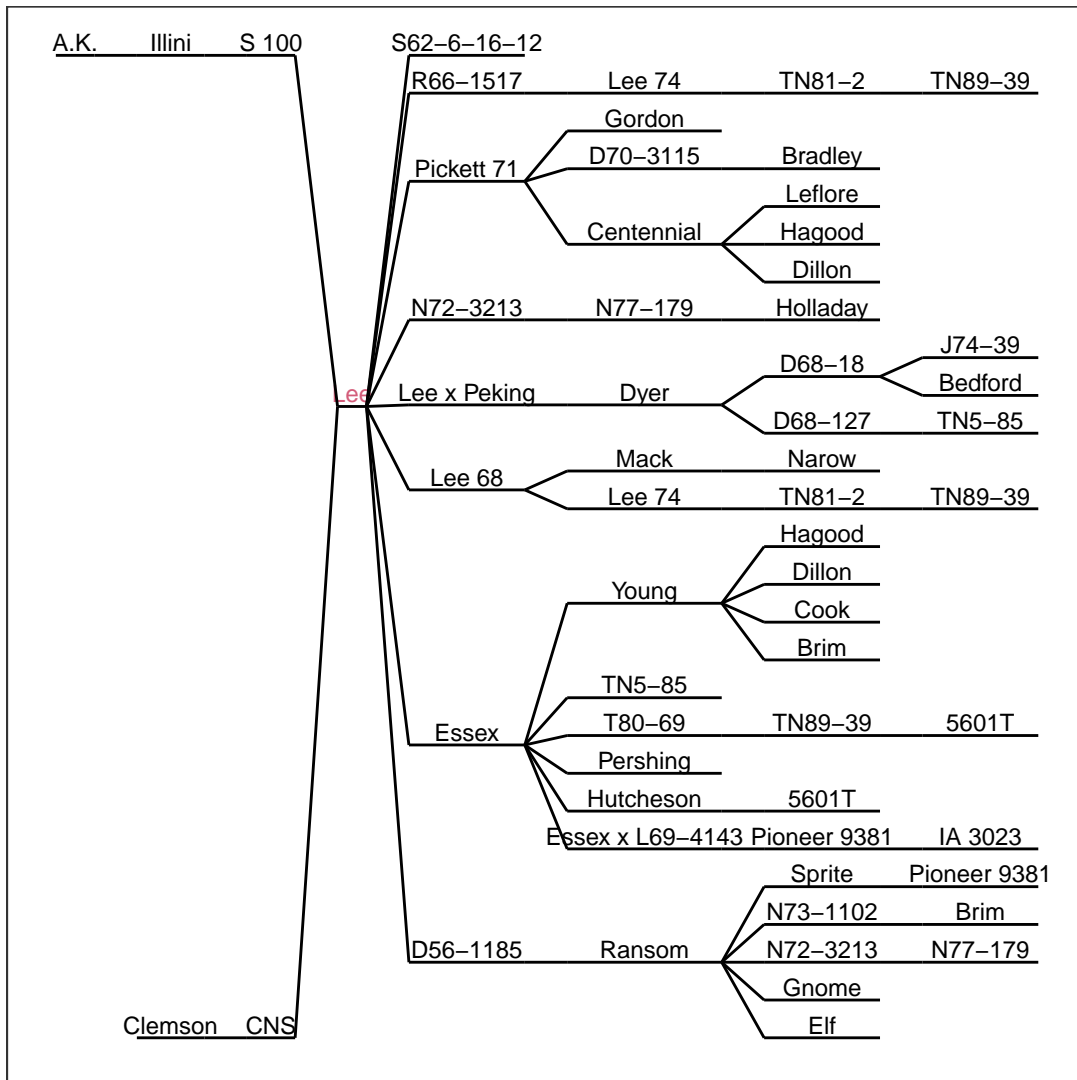 A.K. Illini S 100 S62−6−16−12
R66−1517 Lee 74 TN81−2 TN89−39
Gordon
D70−3115 Bradley
Pickett 71
Leflore
Centennial Hagood
Dillon
N72−3213 N77−179 Holladay
J74−39
D68−18
Bedford
Lee Lee x Peking Dyer
D68−127 TN5−85
Mack Narow
Lee 68
Lee 74 TN81−2 TN89−39
Hagood
Dillon
Young
Cook
Brim
TN5−85
T80−69 TN89−39 5601T
Essex
Pershing
Hutcheson 5601T
Essex x L69−4143 Pioneer 9381 IA 3023
Sprite Pioneer 9381
N73−1102 Brim
D56−1185 Ransom N72−3213 N77−179
Gnome
Clemson CNS Elf